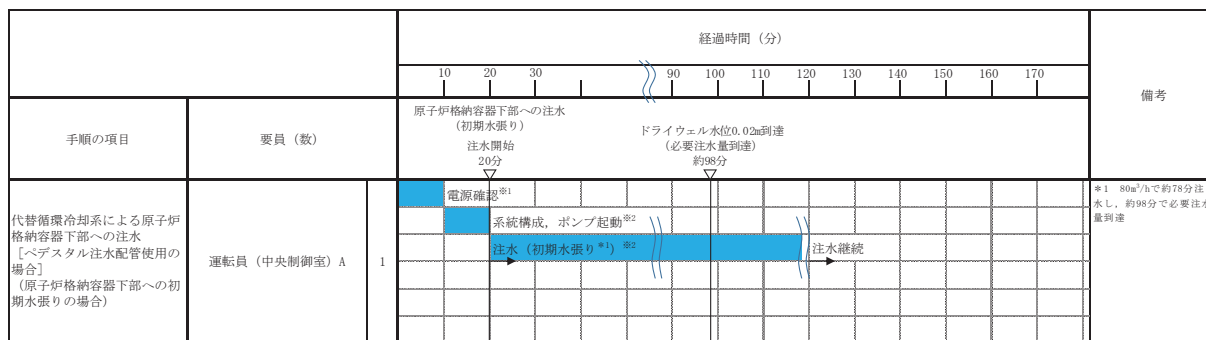 経過時間（分）
10 20 30 90 100 110 120 130 140 150 160 170
備考
手順の項目
要員（数）
原子炉格納容器下部への注水
（初期水張り）
注水開始
20分
ドライウェル水位0.02m到達
（必要注水量到達）
約98分
代替循環冷却系による原子炉
格納容器下部への注水
［ペデスタル注水配管使用の
場合］
（原子炉格納容器下部への初
期水張りの場合）
運転員（中央制御室）A
1
電源確認※1
系統構成，ポンプ起動※2
注水（初期水張り＊1）※2
注水継続
＊1 80m³/hで約78分注
水し，約98分で必要注水
量到達